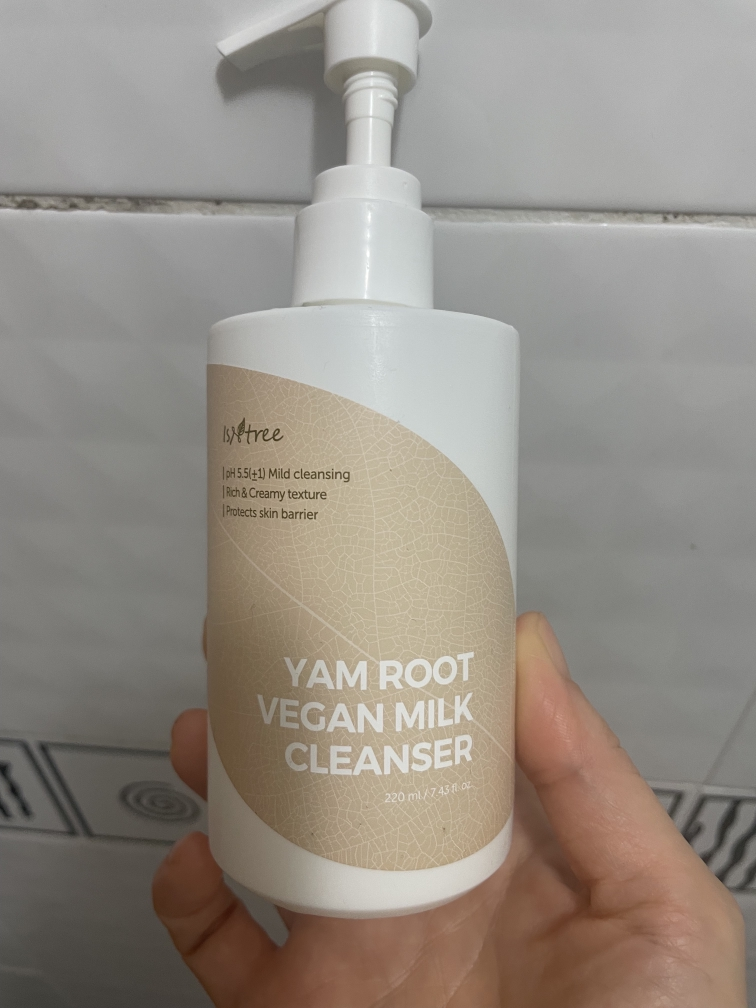 IsNtree
pH 5.5(±1) Mild cleansing
Rich & Creamy texture
Protects skin barrier
YAM ROOT
VEGAN MILK
CLEANSER
220 ml / 7.43 fl. oz.